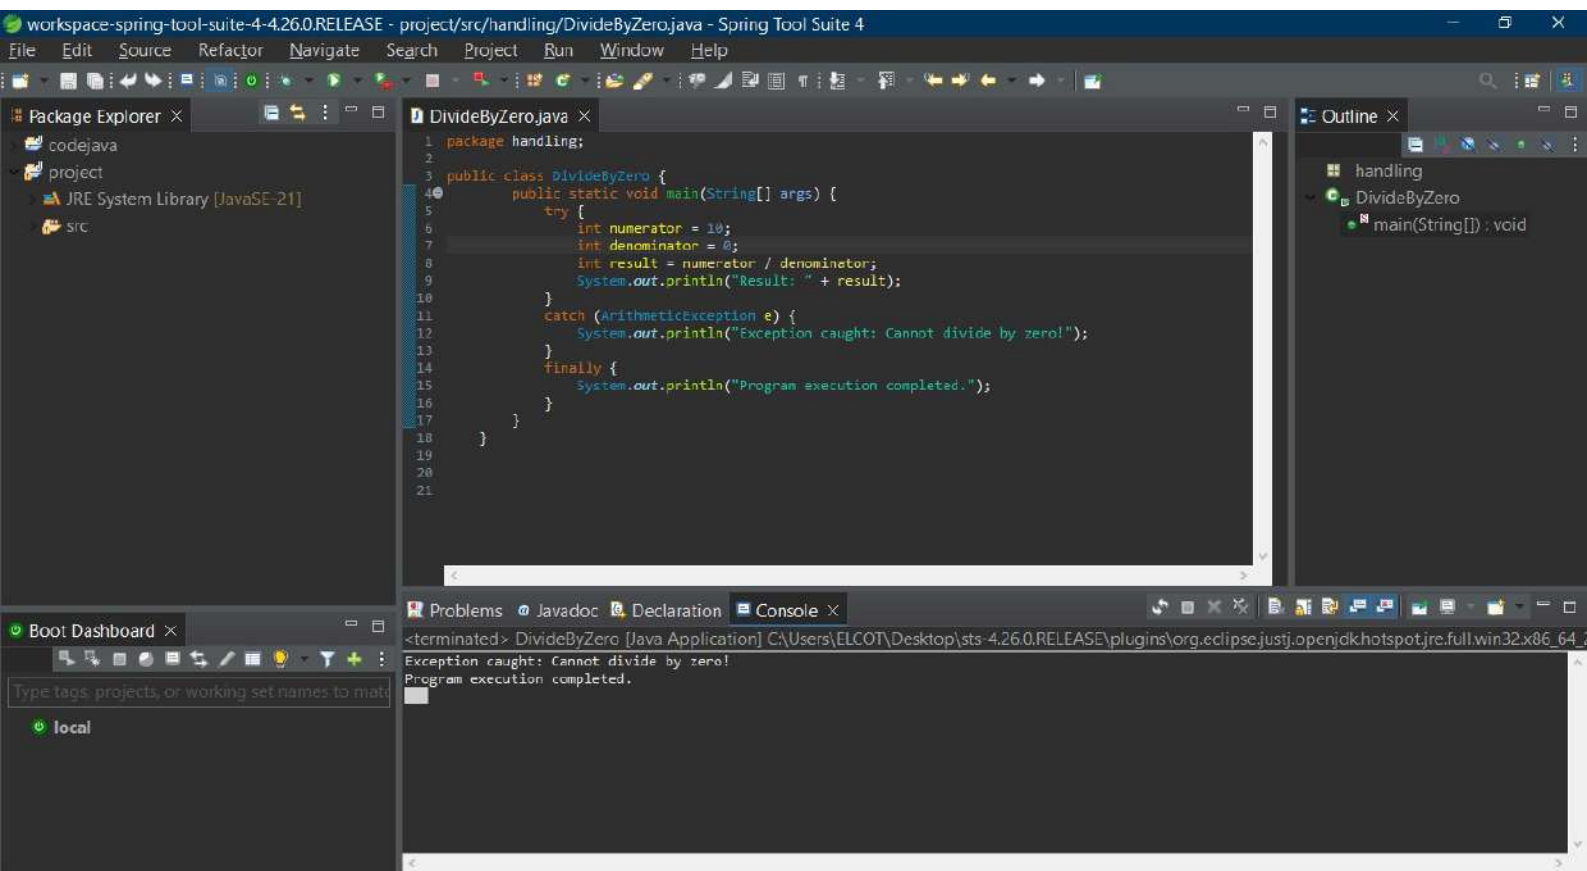 workspace-spring-tool-suite-4-4.26.0.RELEASE - project/src/handling/DivideByZero.java - Spring Tool Suite 4
File Edit Source Refactor Navigate Search Project Run Window Help
Package Explorer
codejava
project
JRE System Library [JavaSE-21]
src
DivideByZero.java
1 package handling;
2
3 public class DivideByZero {
4 public static void main(String[] args) {
5 try {
6 int numerator = 10;
7 int denominator = 0;
8 int result = numerator / denominator;
9 System.out.println("Result: " + result);
10 }
11 catch (ArithmeticException e) {
12 System.out.println("Exception caught: Cannot divide by zero!");
13 }
14 finally {
15 System.out.println("Program execution completed.");
16 }
17 }
18 }
19
20
21
Outline
handling
DivideByZero
main(String[]) : void
Boot Dashboard
Type tags, projects, or working set names to matc
local
Problems Javadoc Declaration Console
<terminated> DivideByZero [Java Application] C:\Users\ELCOT\Desktop\sts-4.26.0.RELEASE\plugins\org.eclipse.justj.openjdk.hotspot.jre.full.win32.x86_64_2
Exception caught: Cannot divide by zero!
Program execution completed.